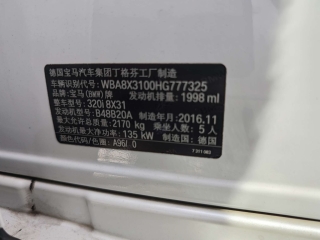 德国宝马汽车集团丁格芬工厂制造
车辆识别代号: WBA8X3100HG777325
品牌: 宝马(BMW)牌 发动机排量: 1998 ml
整车型号: 320i 8X31
发动机型号: B48B20A 制造年月: 2016.11
最大允许总质量: 2170 kg 乘坐人数: 5 人
发动机最大净功率: 135 kW 制造国: 德国
颜色代码/色圈: A96/ 0